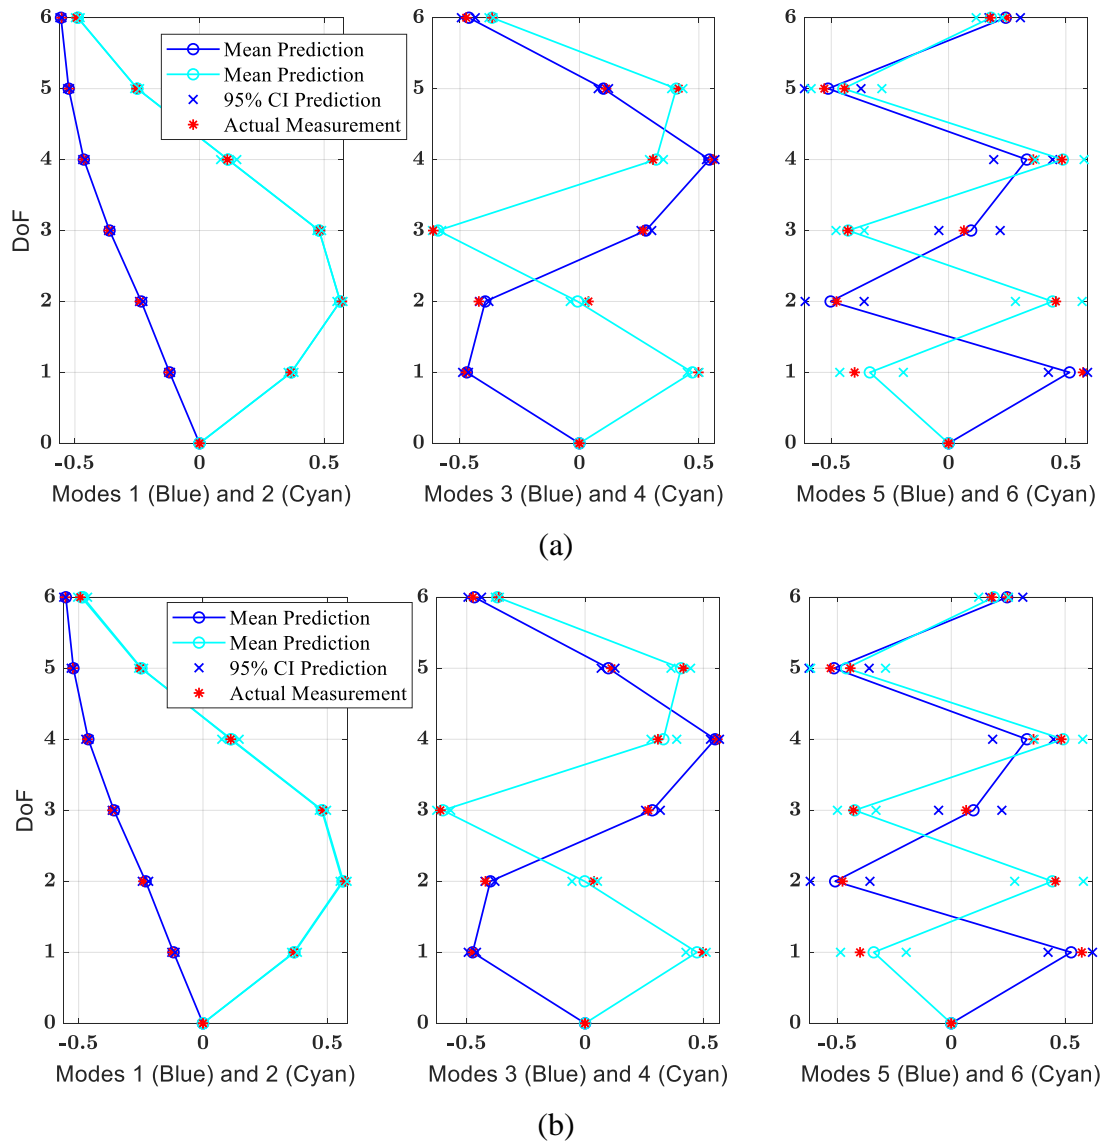 6
5
4
3
2
1
0
DoF
-0.5 0 0.5
Modes 1 (Blue) and 2 (Cyan)
Mean Prediction
Mean Prediction
95% CI Prediction
Actual Measurement
6
5
4
3
2
1
0
-0.5 0 0.5
Modes 3 (Blue) and 4 (Cyan)
6
5
4
3
2
1
0
-0.5 0 0.5
Modes 5 (Blue) and 6 (Cyan)
(a)
6
5
4
3
2
1
0
DoF
-0.5 0 0.5
Modes 1 (Blue) and 2 (Cyan)
Mean Prediction
Mean Prediction
95% CI Prediction
Actual Measurement
6
5
4
3
2
1
0
-0.5 0 0.5
Modes 3 (Blue) and 4 (Cyan)
6
5
4
3
2
1
0
-0.5 0 0.5
Modes 5 (Blue) and 6 (Cyan)
(b)